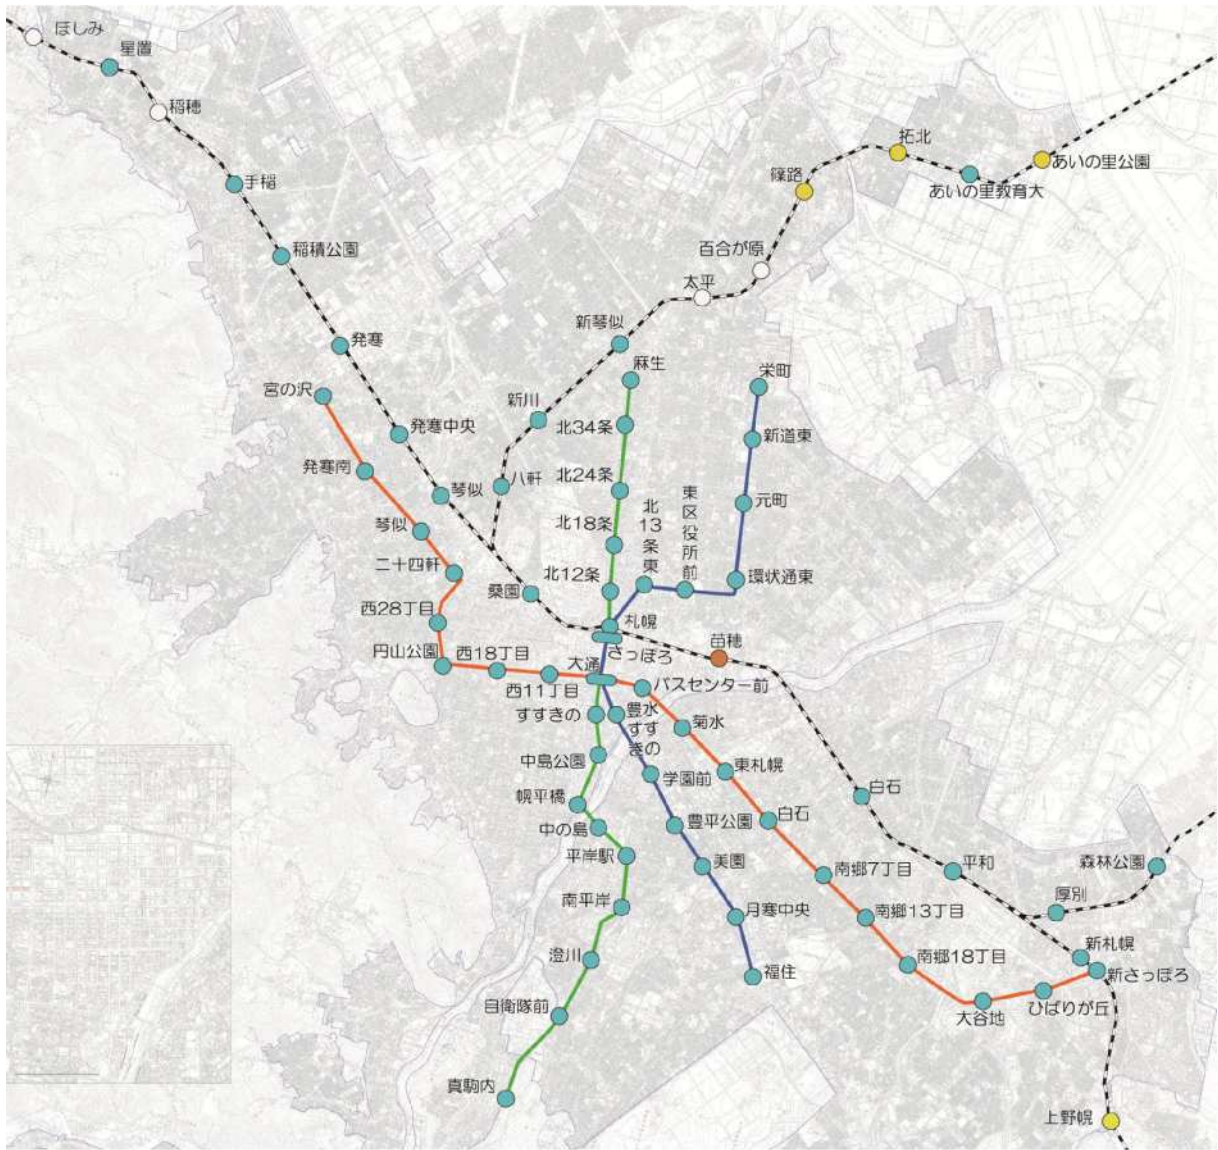 ほしみ
星置
稲穂
手稲
稲積公園
発寒
発寒中央
琴似
桑園
札幌
苗穂
白石
平和
新札幌
上野幌
厚別
森林公園
八軒
新川
新琴似
太平
百合が原
篠路
拓北
あいの里教育大
あいの里公園
宮の沢
発寒南
琴似
二十四軒
西28丁目
円山公園
西18丁目
西11丁目
大通
バスセンター前
菊水
東札幌
白石
南郷7丁目
南郷13丁目
南郷18丁目
大谷地
ひばりが丘
新さっぽろ
麻生
北34条
北24条
北18条
北12条
さっぽろ
すすきの
中島公園
幌平橋
中の島
平岸駅
南平岸
澄川
自衛隊前
真駒内
栄町
新道東
元町
環状通東
東区役所前
北13条東
豊水
すす
きの
学園前
豊平公園
美園
月寒中央
福住